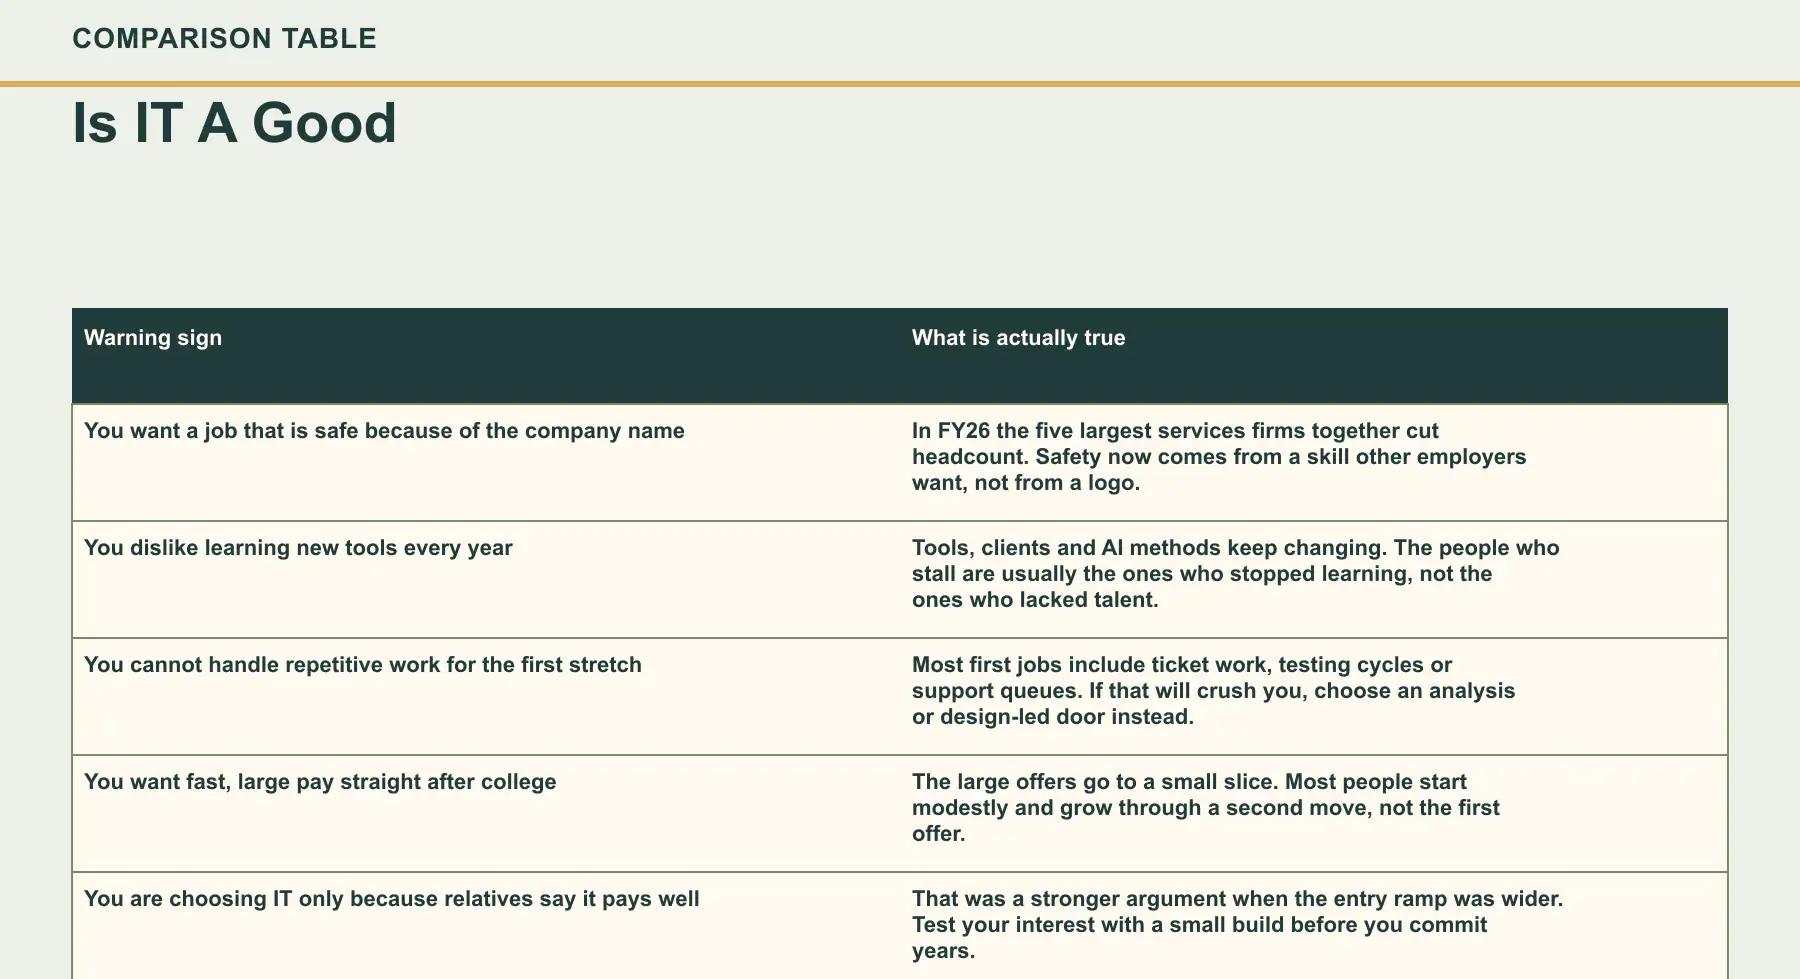 COMPARISON TABLE
Is IT A Good
Warning sign
What is actually true
You want a job that is safe because of the company name
In FY26 the five largest services firms together cut
headcount. Safety now comes from a skill other employers
want, not from a logo.
You dislike learning new tools every year
Tools, clients and AI methods keep changing. The people who
stall are usually the ones who stopped learning, not the
ones who lacked talent.
You cannot handle repetitive work for the first stretch
Most first jobs include ticket work, testing cycles or
support queues. If that will crush you, choose an analysis
or design-led door instead.
You want fast, large pay straight after college
The large offers go to a small slice. Most people start
modestly and grow through a second move, not the first
offer.
You are choosing IT only because relatives say it pays well
That was a stronger argument when the entry ramp was wider.
Test your interest with a small build before you commit
years.